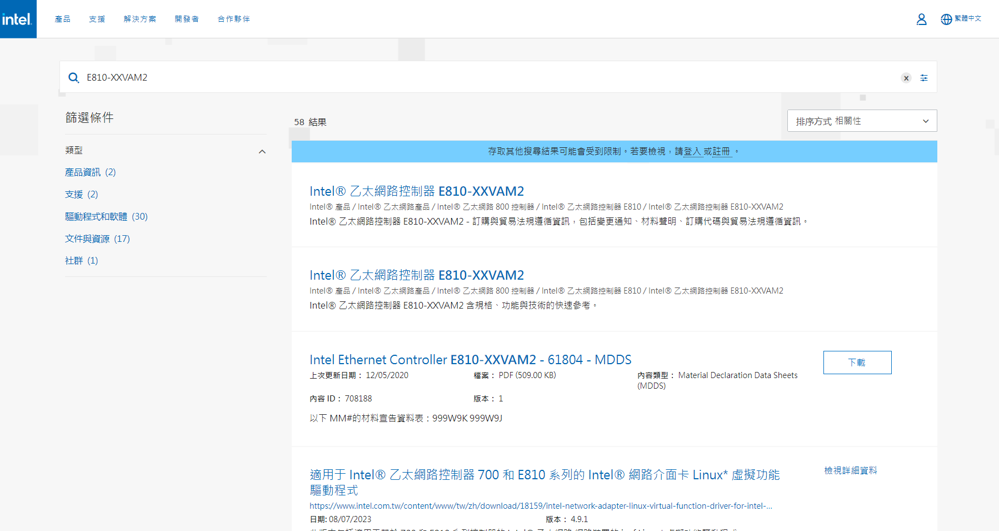 intel.
產品 支援 解決方案 開發者 合作夥伴 繁體中文
E810-XXVAM2 x
篩選條件
類型
產品資訊 (2)
支援 (2)
驅動程式和軟體 (30)
文件與資源 (17)
社群 (1)
58 結果
排序方式 相關性
存取其他搜尋結果可能會受到限制。若要檢視，請登入 或註冊 。
Intel® 乙太網路控制器 E810-XXVAM2
Intel® 產品 / Intel® 乙太網路產品 / Intel® 乙太網路 800 控制器 / Intel® 乙太網路控制器 E810 / Intel® 乙太網路控制器 E810-XXVAM2
Intel® 乙太網路控制器 E810-XXVAM2 - 訂購與貿易法規遵循資訊，包括變更通知、材料聲明、訂購代碼與貿易法規遵循資訊。
Intel® 乙太網路控制器 E810-XXVAM2
Intel® 產品 / Intel® 乙太網路產品 / Intel® 乙太網路 800 控制器 / Intel® 乙太網路控制器 E810 / Intel® 乙太網路控制器 E810-XXVAM2
Intel® 乙太網路控制器 E810-XXVAM2 含規格、功能與技術的快速參考。
Intel Ethernet Controller E810-XXVAM2 - 61804 - MDDS
下載
上次更新日期： 12/05/2020 檔案： PDF (509.00 KB) 內容類型： Material Declaration Data Sheets
(MDDS)
內容 ID： 708188 版本： 1
以下 MM#的材料宣告資料表：999W9K 999W9J
適用于 Intel® 乙太網路控制器 700 和 E810 系列的 Intel® 網路介面卡 Linux* 虛擬功能
驅動程式
檢視詳細資料
https://www.intel.com.tw/content/www/tw/zh/download/18159/intel-network-adapter-linux-virtual-function-driver-for-intel-...
日期: 08/07/2023 版本： 4.9.1